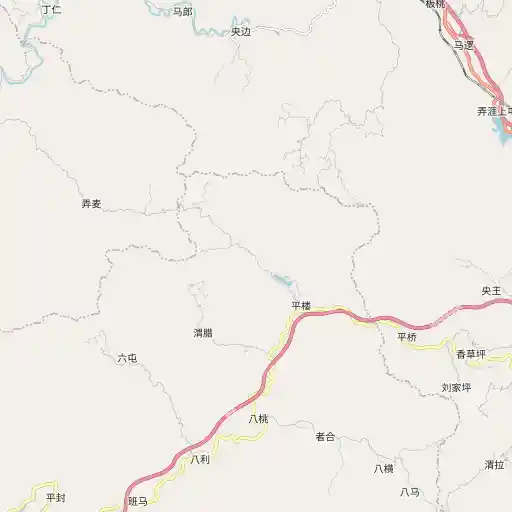 丁仁
马郎
央边
板桃
马逻
弄涯上屯
弄麦
央王
平楼
渭腊
平桥
香草坪
六屯
刘家坪
八桃
老合
八利
八横
渭拉
八马
平封
班马